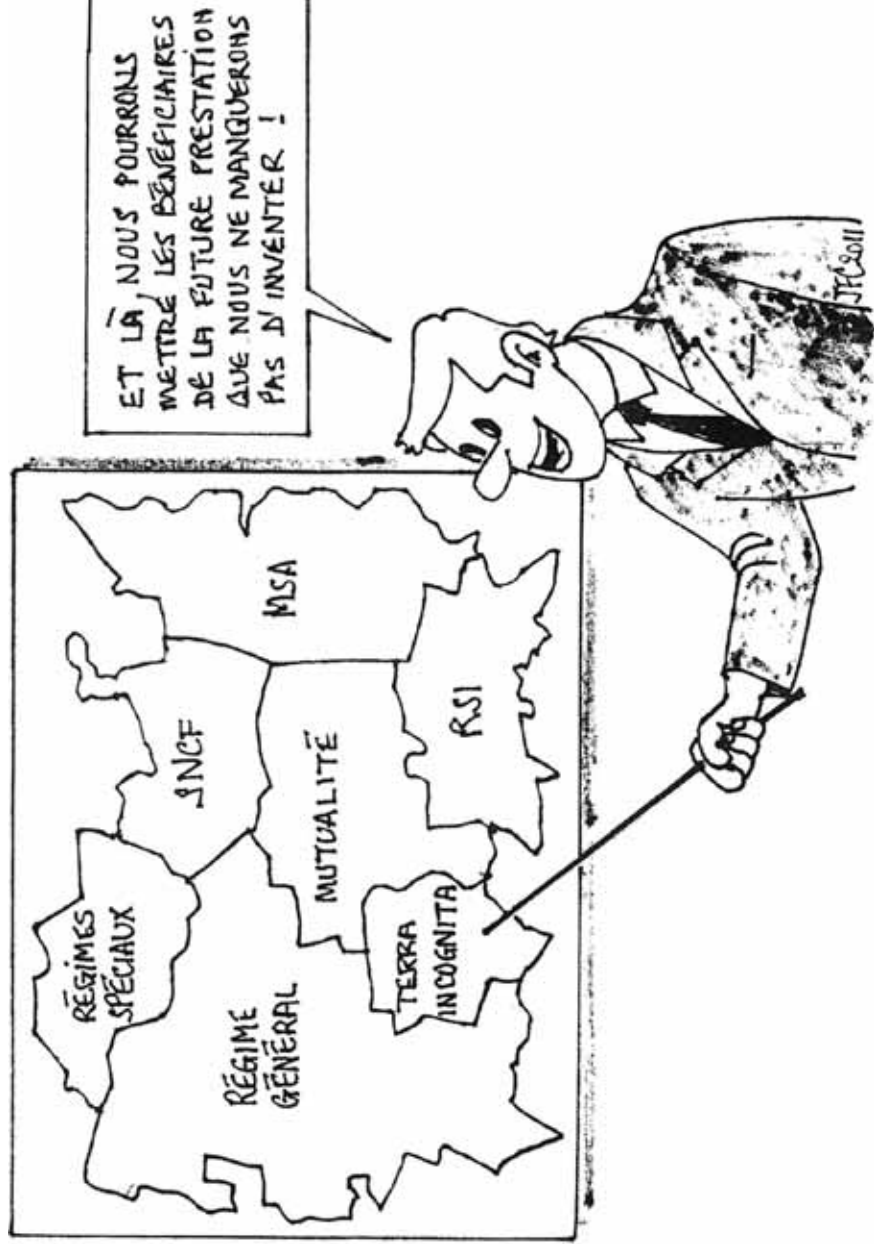 ET LÀ, NOUS POURRONS
METTRE LES BÉNÉFICIAIRES
DE LA FUTURE PRESTATION
QUE NOUS NE MANQUERONS
PAS D'INVENTER !
RÉGIMES
SPÉCIAUX
SNCF
MSA
RÉGIME
GÉNÉRAL
MUTUALITÉ
TERRA
INCOGNITA
RSI
JFC2011